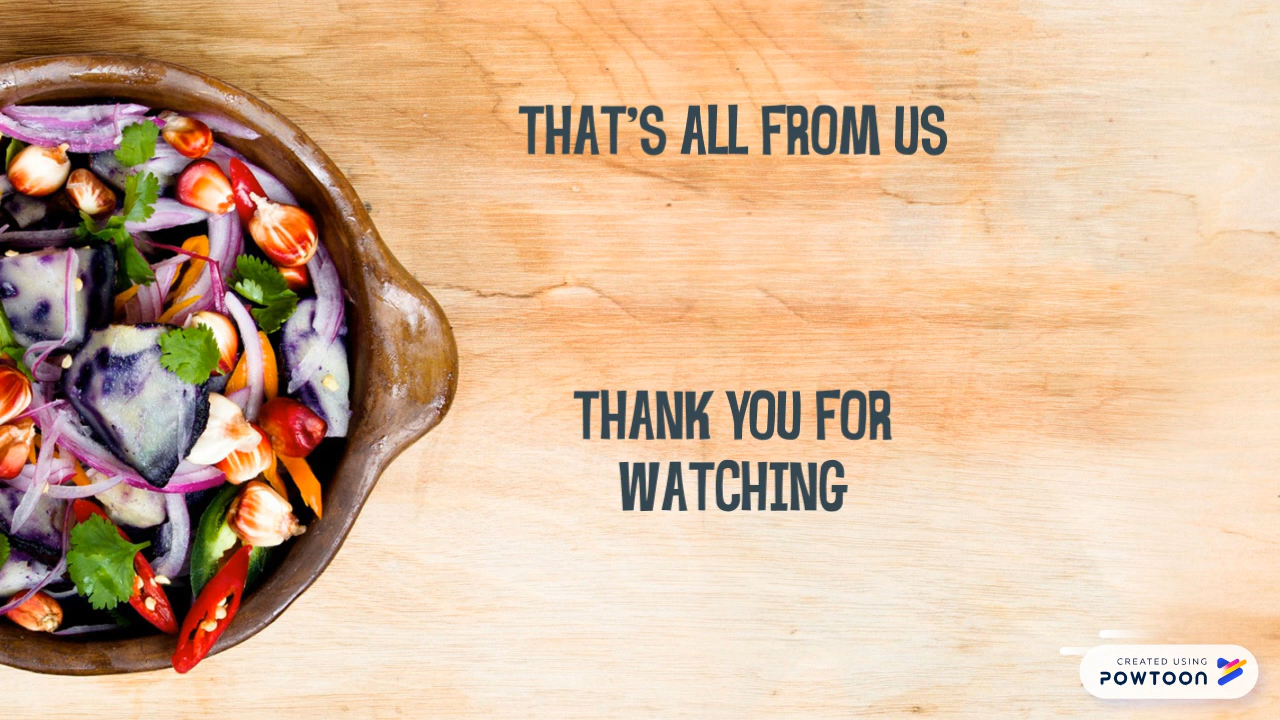 THAT'S ALL FROM US
THANK YOU FOR
WATCHING
CREATED USING
POWTOON